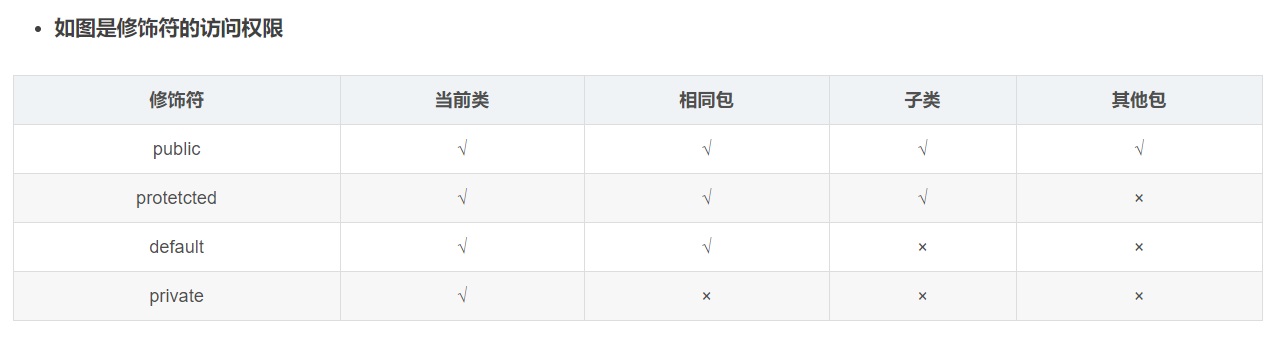 • 如图是修饰符的访问权限
修饰符 当前类 相同包 子类 其他包
public √ √ √ √
protetcted √ √ √ ×
default √ √ × ×
private √ × × ×